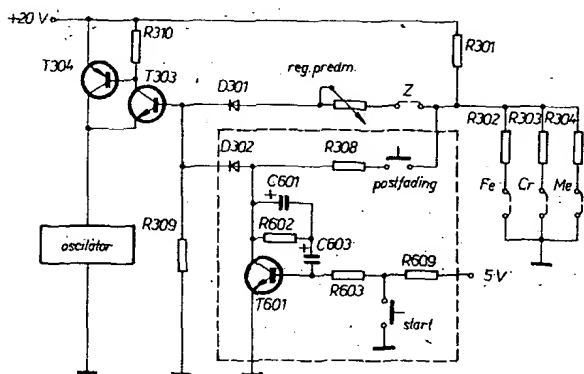 +20 V
R310
R301
T304
T303
reg. předm.
D301
Z
R302
R303
R304
D302
R308
postfading
Fe
Cr
Me
C601
R309
R602
C603
oscilátor
R609
5 V
R603
T601
start